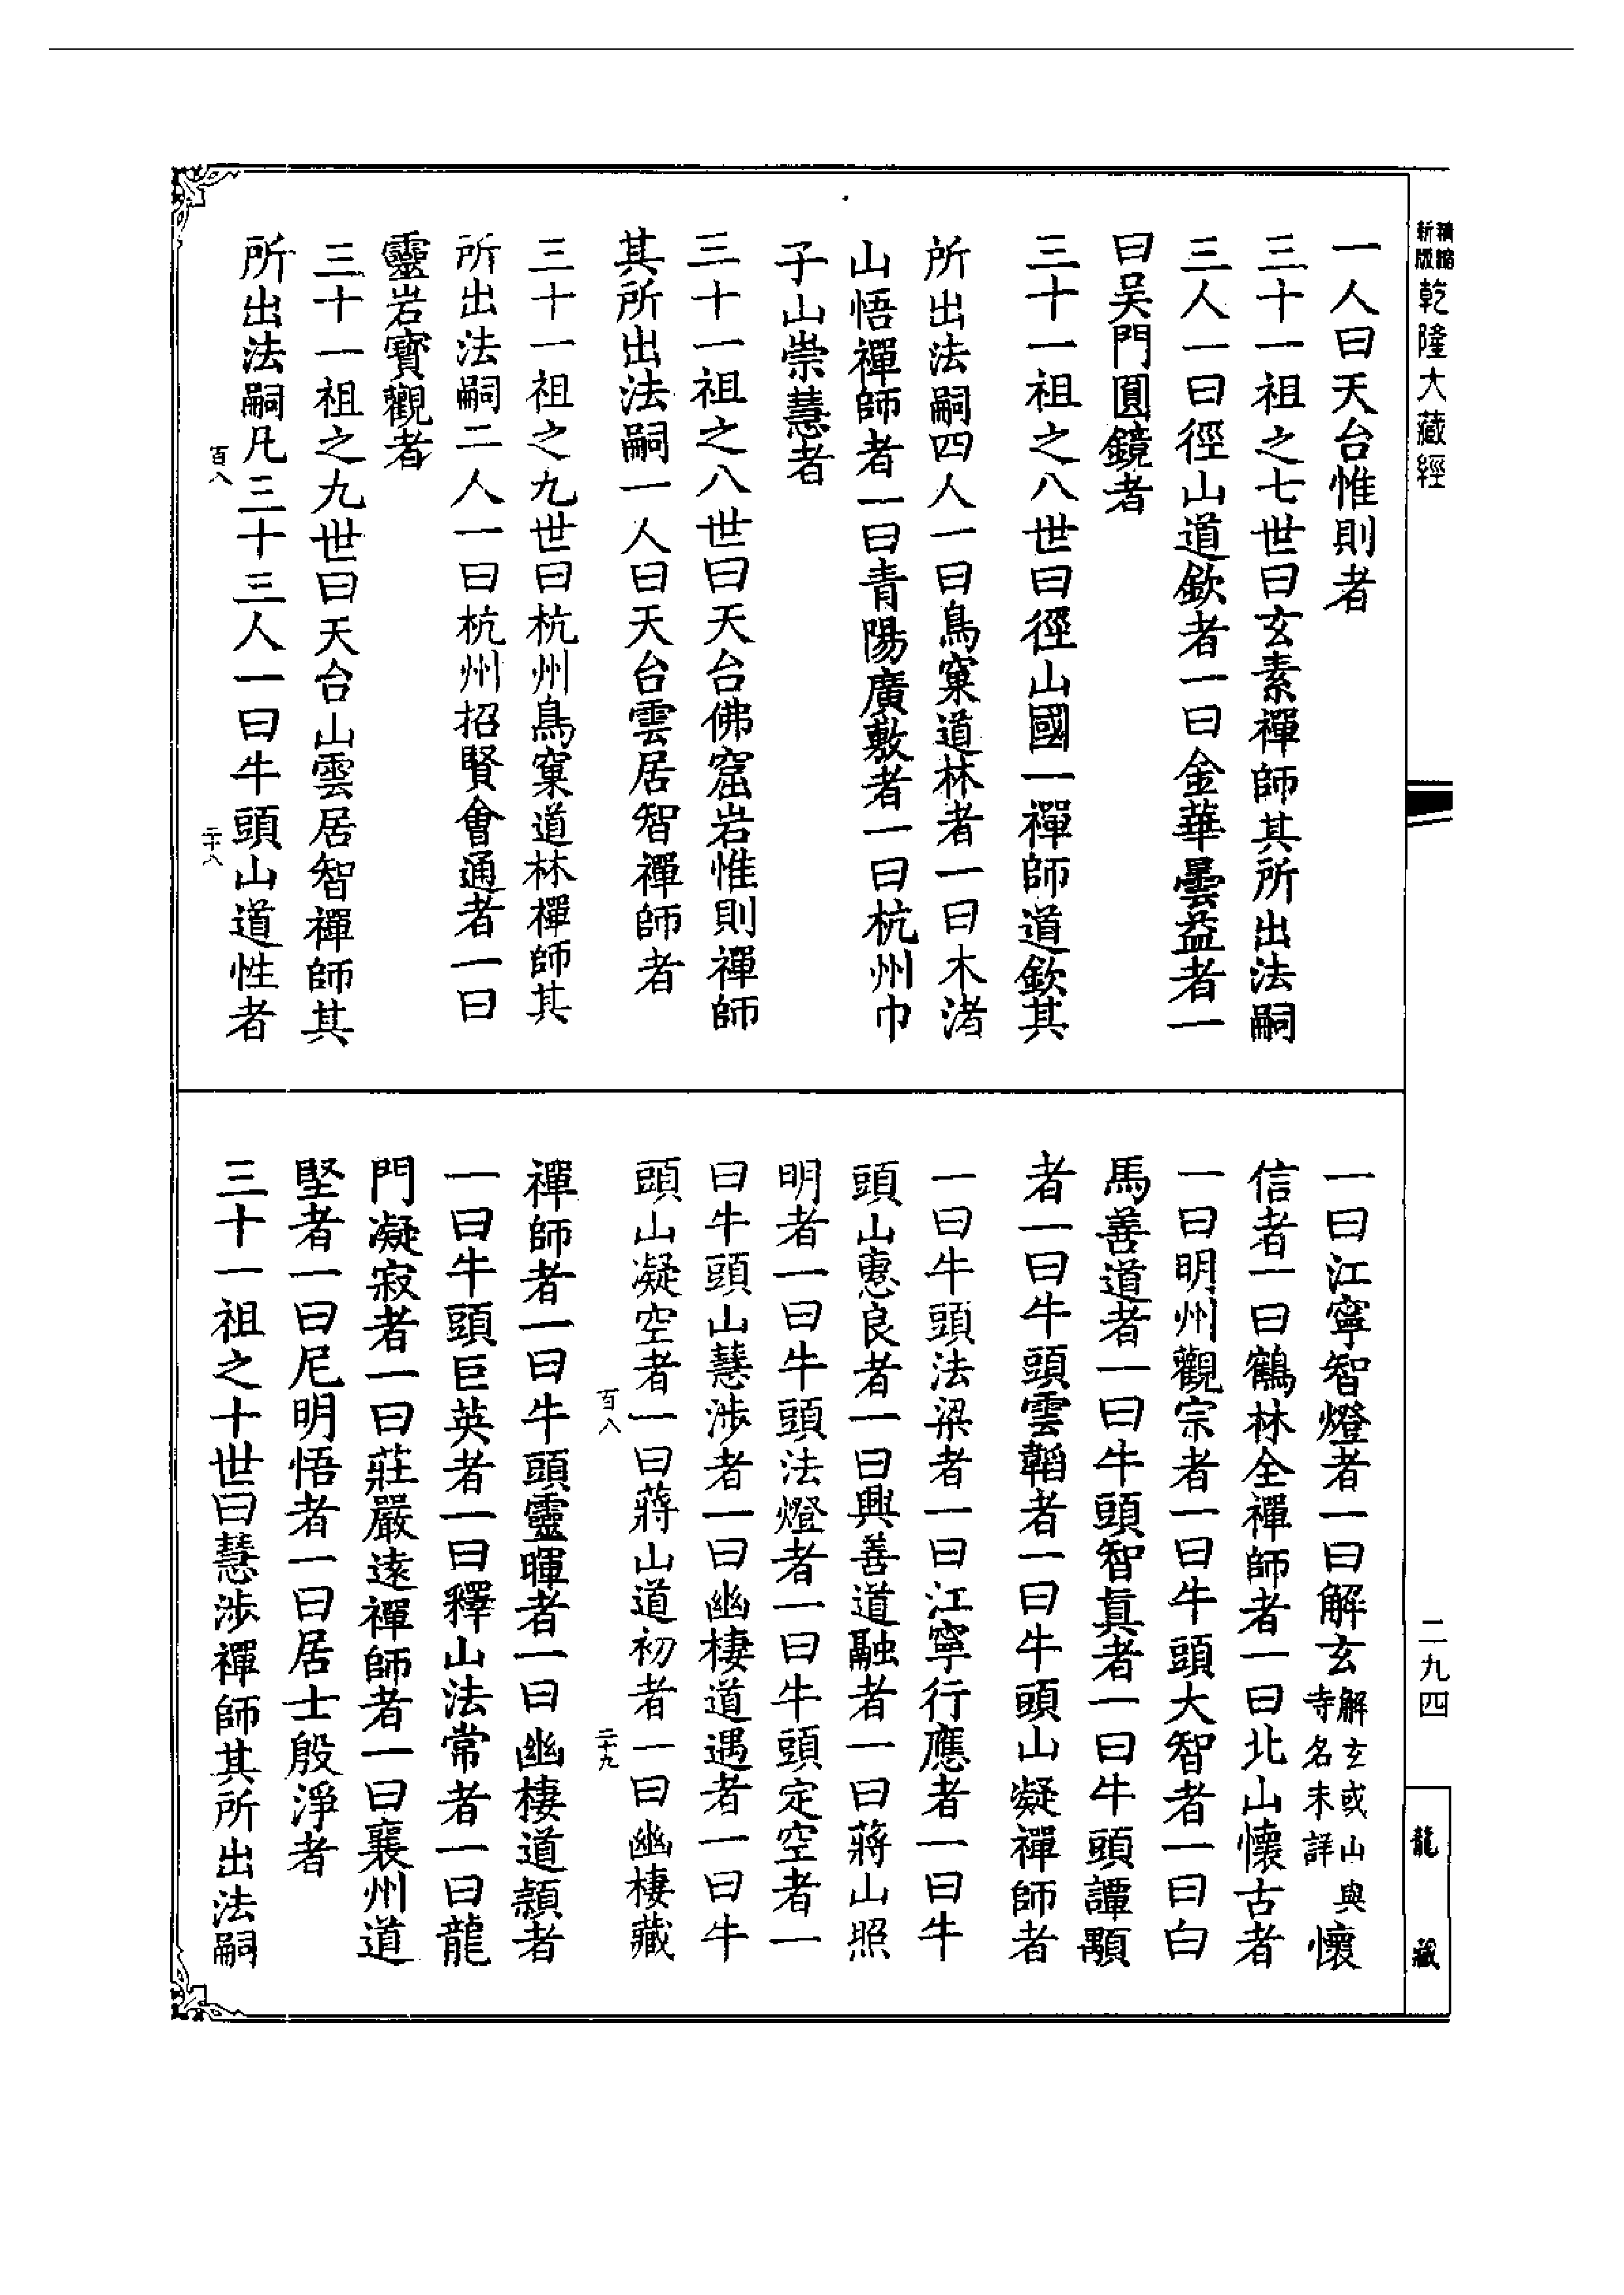 精縮
新版
乾隆大藏經
一人曰天台惟則者
三十一祖之七世曰玄素禪師其所出法嗣
三人一曰徑山道欽者一曰金華曇益者一
曰吴門圓鏡者
三十一祖之八世曰徑山國一禪師道欽其
所出法嗣四人一曰鳥窠道林者一曰木渚
山悟禪師者一曰青陽廣敷者一曰杭州巾
子山崇慧者
三十一祖之八世曰天台佛窟岩惟則禪師
其所出法嗣一人曰天台雲居智禪師者
三十一祖之九世曰杭州鳥窠道林禪師其
所出法嗣二人一曰杭州招賢會通者一曰
靈岩寶觀者
三十一祖之九世曰天台山雲居智禪師其
所出法嗣凡三十三人一曰牛頭山道性者
百八
二十八
二九四
龍藏
一曰江寧智燈者一曰解玄解玄或山與寺名未詳懷
信者一曰鶴林全禪師者一曰北山懷古者
一曰明州觀宗者一曰牛頭大智者一曰白
馬善道者一曰牛頭智真者一曰牛頭譚顒
者一曰牛頭雲韜者一曰牛頭山凝禪師者
一曰牛頭法梁者一曰江寧行應者一曰牛
頭山惠良者一曰興善道融者一曰蔣山照
明者一曰牛頭法燈者一曰牛頭定空者一
曰牛頭山慧涉者一曰幽棲道遇者一曰牛
頭山凝空者一曰蔣山道初者一曰幽棲藏
百八
二十九
禪師者一曰牛頭靈暉者一曰幽棲道頴者
一曰牛頭巨英者一曰釋山法常者一曰龍
門凝寂者一曰莊嚴遠禪師者一曰襄州道
堅者一曰尼明悟者一曰居士殷淨者
三十一祖之十世曰慧涉禪師其所出法嗣